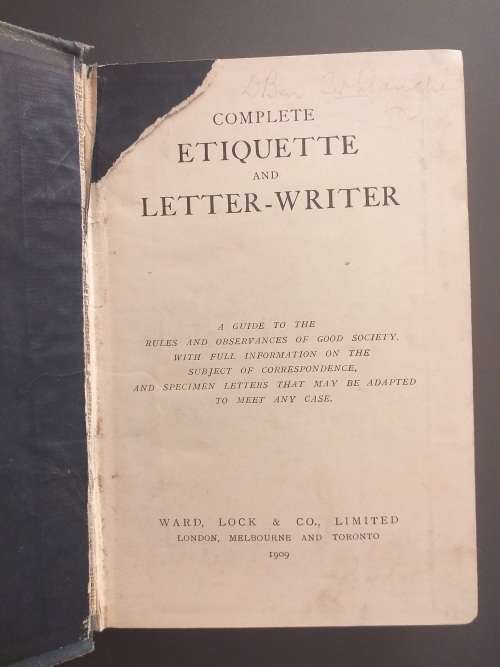 COMPLETE
ETIQUETTE
AND
LETTER-WRITER
A GUIDE TO THE
RULES AND OBSERVANCES OF GOOD SOCIETY,
WITH FULL INFORMATION ON THE
SUBJECT OF CORRESPONDENCE,
AND SPECIMEN LETTERS THAT MAY BE ADAPTED
TO MEET ANY CASE.
WARD, LOCK & CO., LIMITED
LONDON, MELBOURNE AND TORONTO
1909